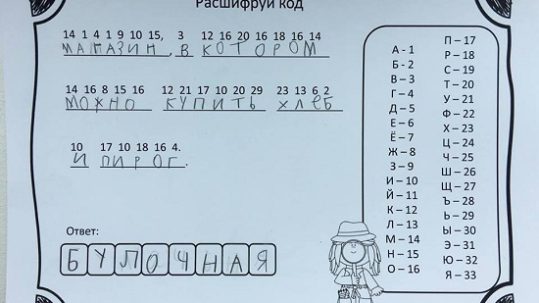 Расшифруй код
14 1 4 1 9 10 15, 3 12 16 20 16 18 16 14
МАГАЗИН, В КОТОРОМ
14 16 8 15 16 12 21 17 10 20 29 23 13 6 2
МОЖНО КУПИТЬ ХЛЕБ
10 17 10 18 16 4.
И ПИРОГ.
Ответ:
БУЛОЧНАЯ
А - 1
Б - 2
В – 3
Г – 4
Д – 5
Е – 6
Ё – 7
Ж – 8
З – 9
И – 10
Й – 11
К – 12
Л – 13
М – 14
Н – 15
О – 16
П – 17
Р – 18
С – 19
Т – 20
У – 21
Ф – 22
Х – 23
Ц – 24
Ч – 25
Ш – 26
Щ – 27
Ъ – 28
Ь – 29
Ы – 30
Э – 31
Ю – 32
Я – 33